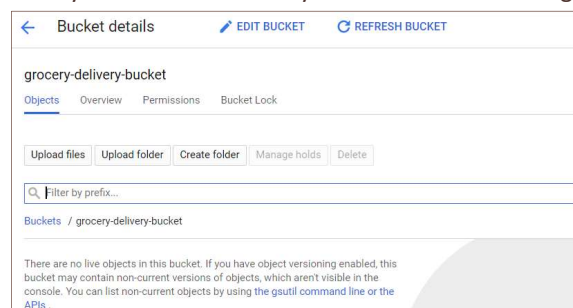 Bucket details EDIT BUCKET REFRESH BUCKET
grocery-delivery-bucket
Objects Overview Permissions Bucket Lock
Upload files Upload folder Create folder Manage holds Delete
Filter by prefix...
Buckets / grocery-delivery-bucket
There are no live objects in this bucket. If you have object versioning enabled, this
bucket may contain non-current versions of objects, which aren't visible in the
console. You can list non-current objects by using the gsutil command line or the
APIs.